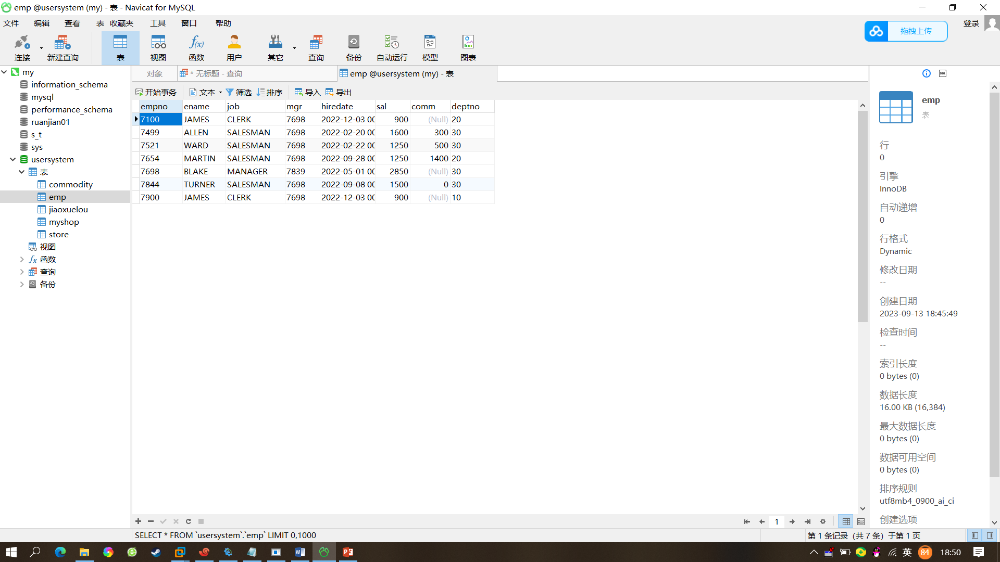 emp @usersystem (my) - 表 - Navicat for MySQL
文件 编辑 查看 表 收藏夹 工具 窗口 帮助
登录
拖拽上传
连接 新建查询 表 视图 函数 用户 其它 查询 备份 自动运行 模型 图表
my
information_schema
mysql
performance_schema
ruanjian01
s_t
sys
usersystem
表
commodity
emp
jiaoxuelou
myshop
store
视图
函数
查询
备份
对象 * 无标题 - 查询 emp @usersystem (my) - 表
开始事务 文本 筛选 排序 导入 导出
empno ename job mgr hiredate sal comm deptno
7100 JAMES CLERK 7698 2022-12-03 00 900 (Null) 20
7499 ALLEN SALESMAN 7698 2022-02-20 00 1600 300 30
7521 WARD SALESMAN 7698 2022-02-22 00 1250 500 30
7654 MARTIN SALESMAN 7698 2022-09-28 00 1250 1400 20
7698 BLAKE MANAGER 7839 2022-05-01 00 2850 (Null) 30
7844 TURNER SALESMAN 7698 2022-09-08 00 1500 0 30
7900 JAMES CLERK 7698 2022-12-03 00 900 (Null) 10
emp
表
行
0
引擎
InnoDB
自动递增
0
行格式
Dynamic
修改日期
--
创建日期
2023-09-13 18:45:49
检查时间
--
索引长度
0 bytes (0)
数据长度
16.00 KB (16,384)
最大数据长度
0 bytes (0)
数据可用空间
0 bytes (0)
排序规则
utf8mb4_0900_ai_ci
创建选项
1
SELECT * FROM `usersystem`.`emp` LIMIT 0,1000
第 1 条记录 (共 7 条) 于第 1 页
英 84 18:50